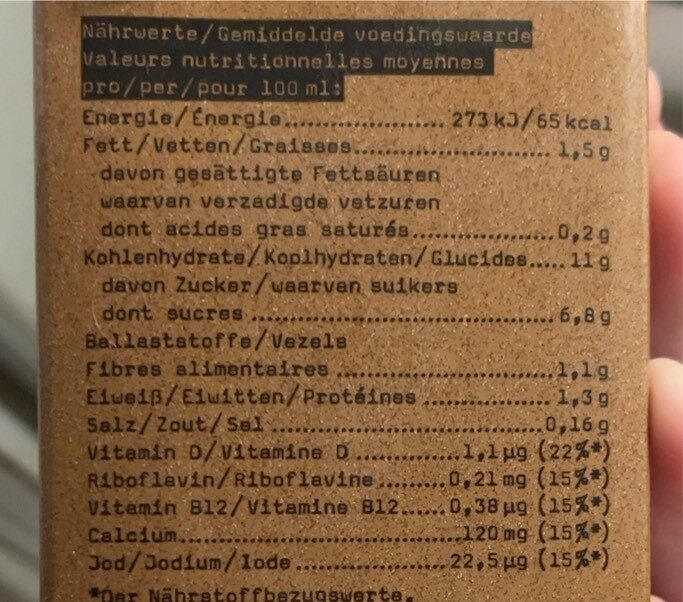 Nährwerte/Gemiddelde voedingswaarde
Valeurs nutritionnelles moyennes
pro/per/pour 100 ml:
Energie/Énergie.................... 273 kJ/65 kcal
Fett/Vetten/Graisses......................... 1,5 g
davon gesättigte Fettsäuren
waarvan verzadigde vetzuren
dont acides gras saturés..................0,2 g
Kohlenhydrate/Koplhydraten/Glucides..... 11 g
davon Zucker/waarvan suikers
dont sucres ...................................... 6,8 g
Ballaststoffe/Vezels
Fibres alimentaires ...........................1,1 g
Eiweiß/Eiwitten/Protéines ................ 1,3 g
Salz/Zout/Sel .................................0,16 g
Vitamin D/Vitamine D .............1,1 µg (22%*)
Riboflavin/Riboflavine.........0,21 mg (15%*)
Vitamin B12/Vitamine B12......0,38 µg (15%*)
Calcium...................................120 mg (15%*)
Jod/Jodium/Iode...................22,5 µg (15%*)
*Der Nährstoffbezugswerte.